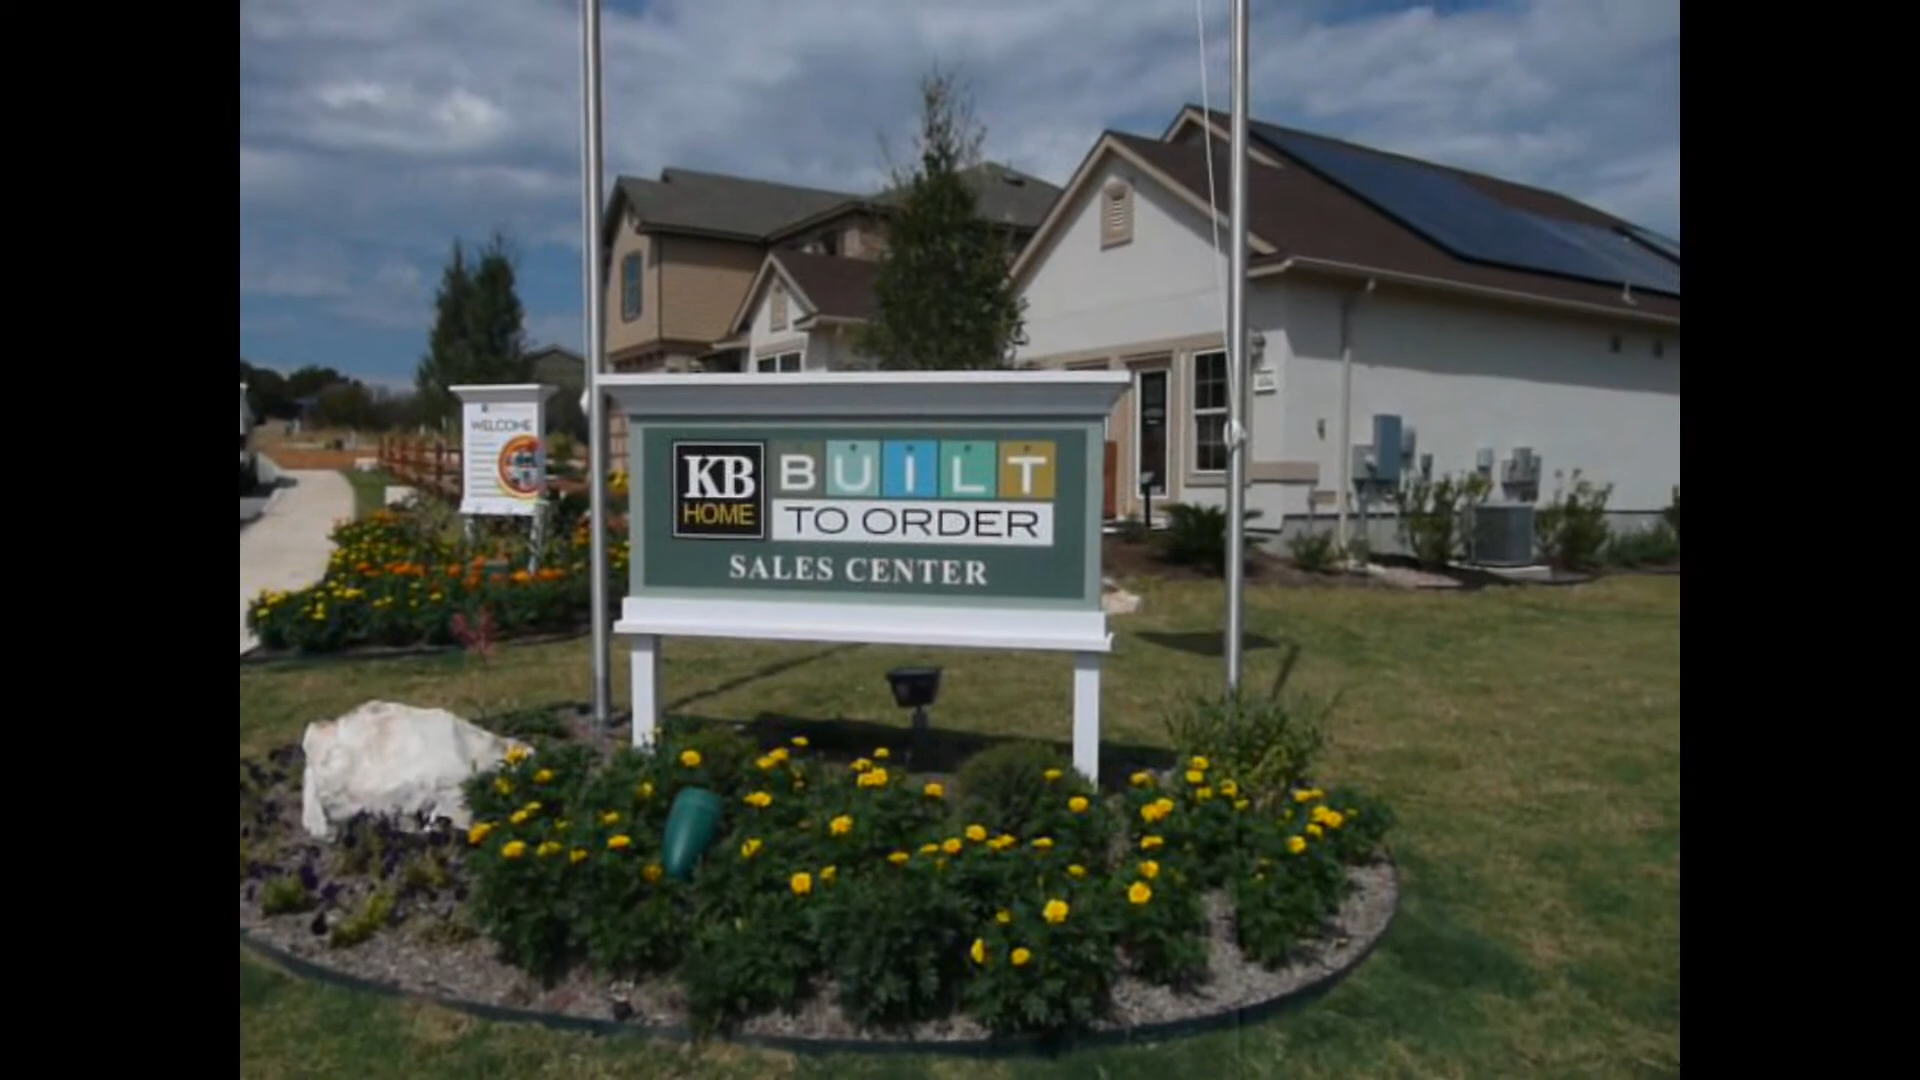 WELCOME
KB
HOME
BUILT
TO ORDER
SALES CENTER